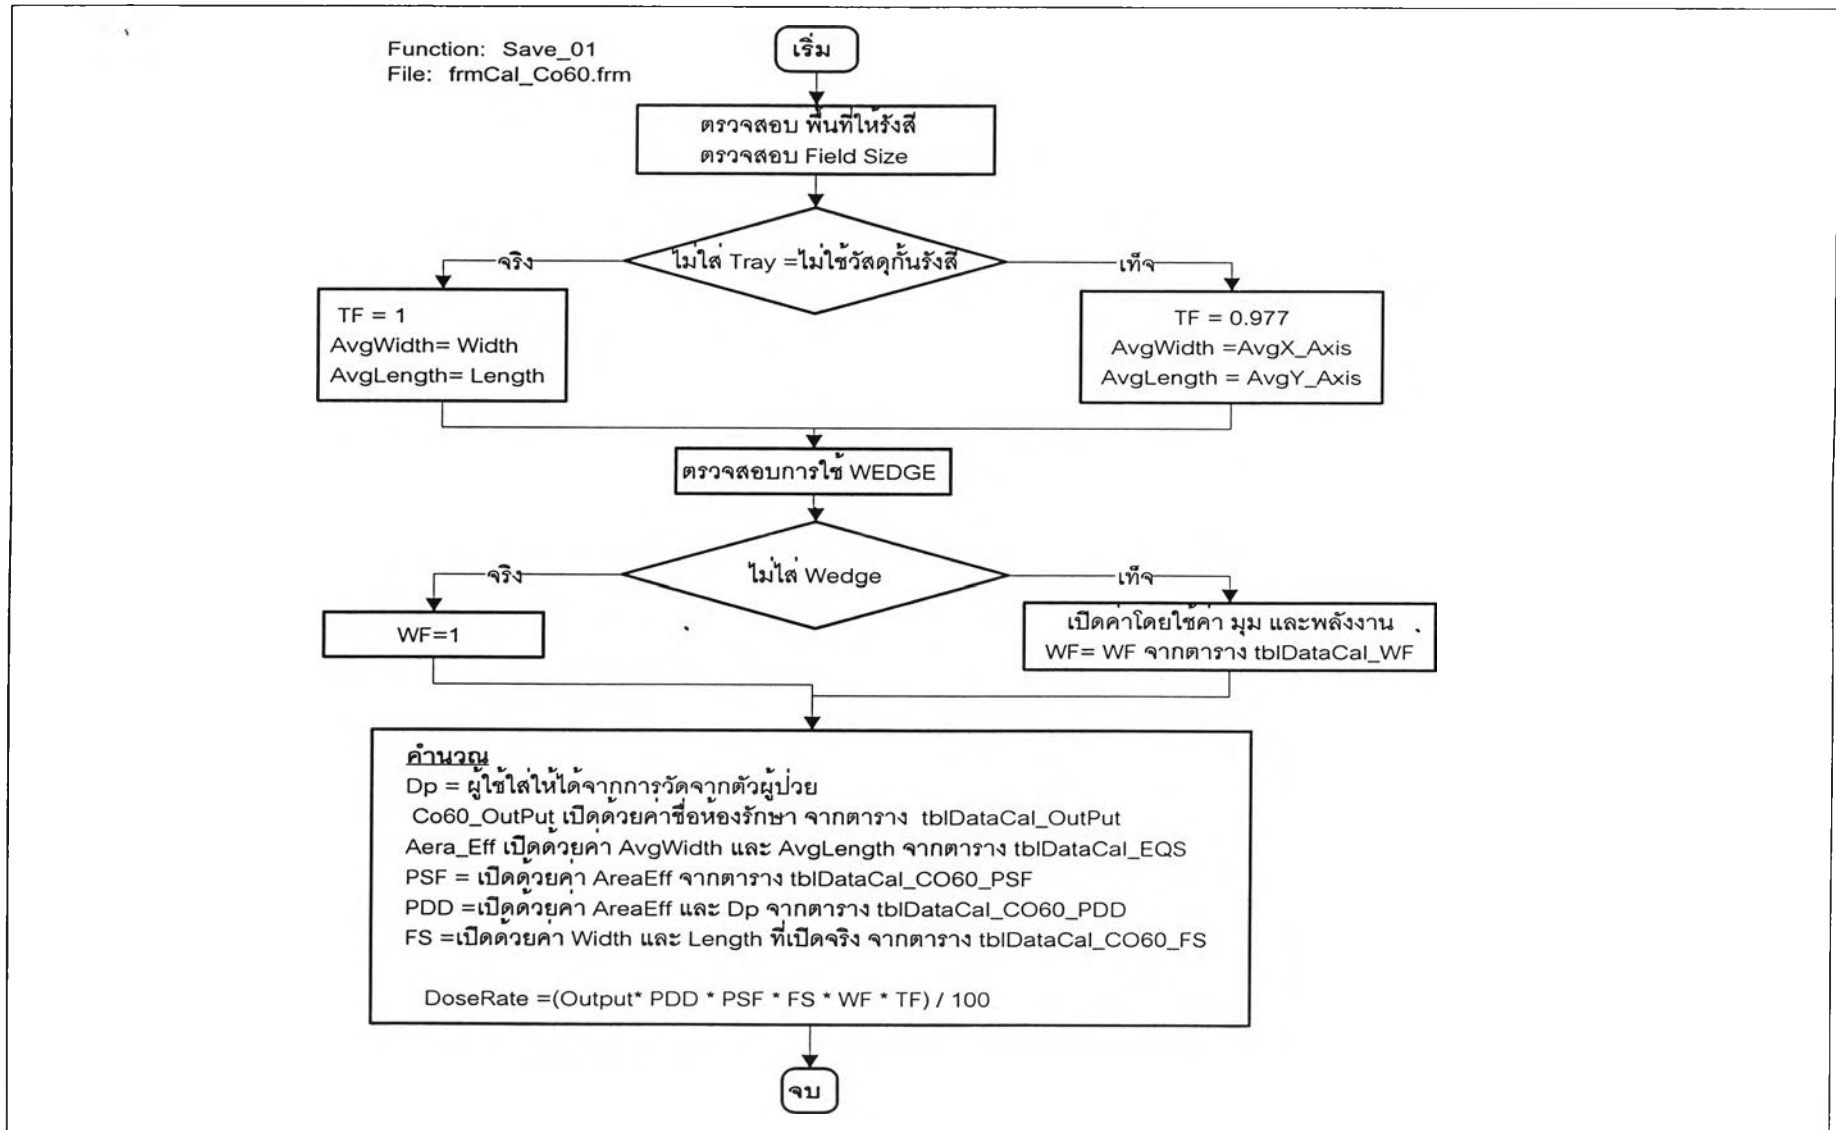 Function: Save_01
File: frmCal_Co60.frm
เริ่ม
ตรวจสอบ พื้นที่ให้รังสี
ตรวจสอบ Field Size
ไม่ใส่ Tray =ไม่ใช้วัสดุกั้นรังสี
จริง
เท็จ
TF = 1
AvgWidth= Width
AvgLength= Length
TF = 0.977
AvgWidth =AvgX_Axis
AvgLength = AvgY_Axis
ตรวจสอบการใช้ WEDGE
ไม่ใส่ Wedge
จริง
เท็จ
WF=1
เปิดค่าโดยใช้ค่า มุม และพลังงาน
WF= WF จากตาราง tblDataCal_WF
คำนวณ
Dp = ผู้ใช้ใส่ให้ได้จากการวัดจากตัวผู้ป่วย
Co60_OutPut เปิดด้วยค่าชื่อห้องรักษา จากตาราง tblDataCal_OutPut
Aera_Eff เปิดด้วยค่า AvgWidth และ AvgLength จากตาราง tblDataCal_EQS
PSF = เปิดด้วยค่า AreaEff จากตาราง tblDataCal_CO60_PSF
PDD =เปิดด้วยค่า AreaEff และ Dp จากตาราง tblDataCal_CO60_PDD
FS =เปิดด้วยค่า Width และ Length ที่เปิดจริง จากตาราง tblDataCal_CO60_FS
DoseRate =(Output* PDD * PSF * FS * WF * TF) / 100
จบ